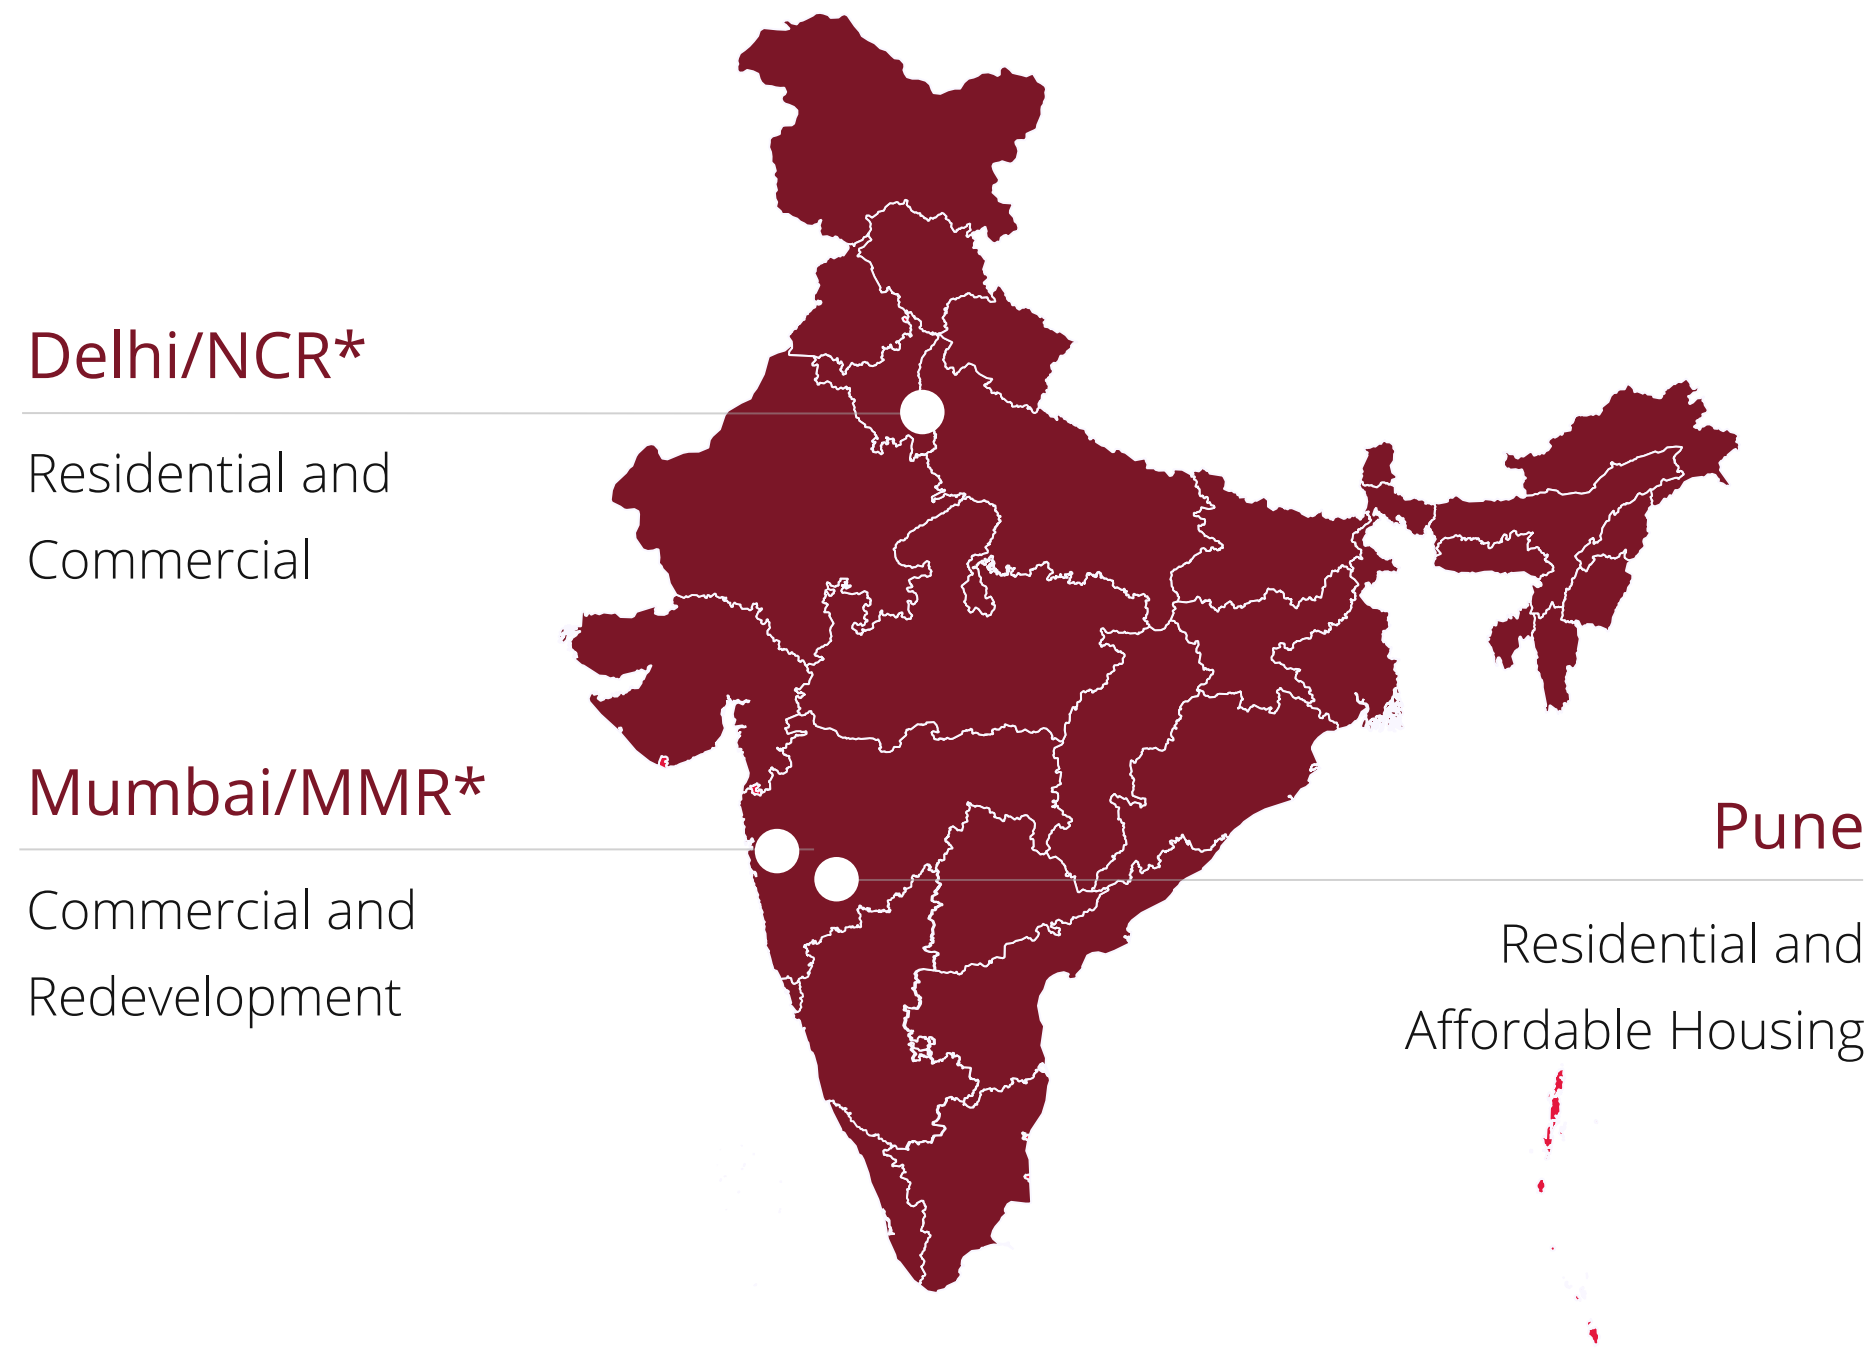 Delhi/NCR*
Residential and
Commercial
Mumbai/MMR*
Commercial and
Redevelopment
Pune
Residential and
Affordable Housing